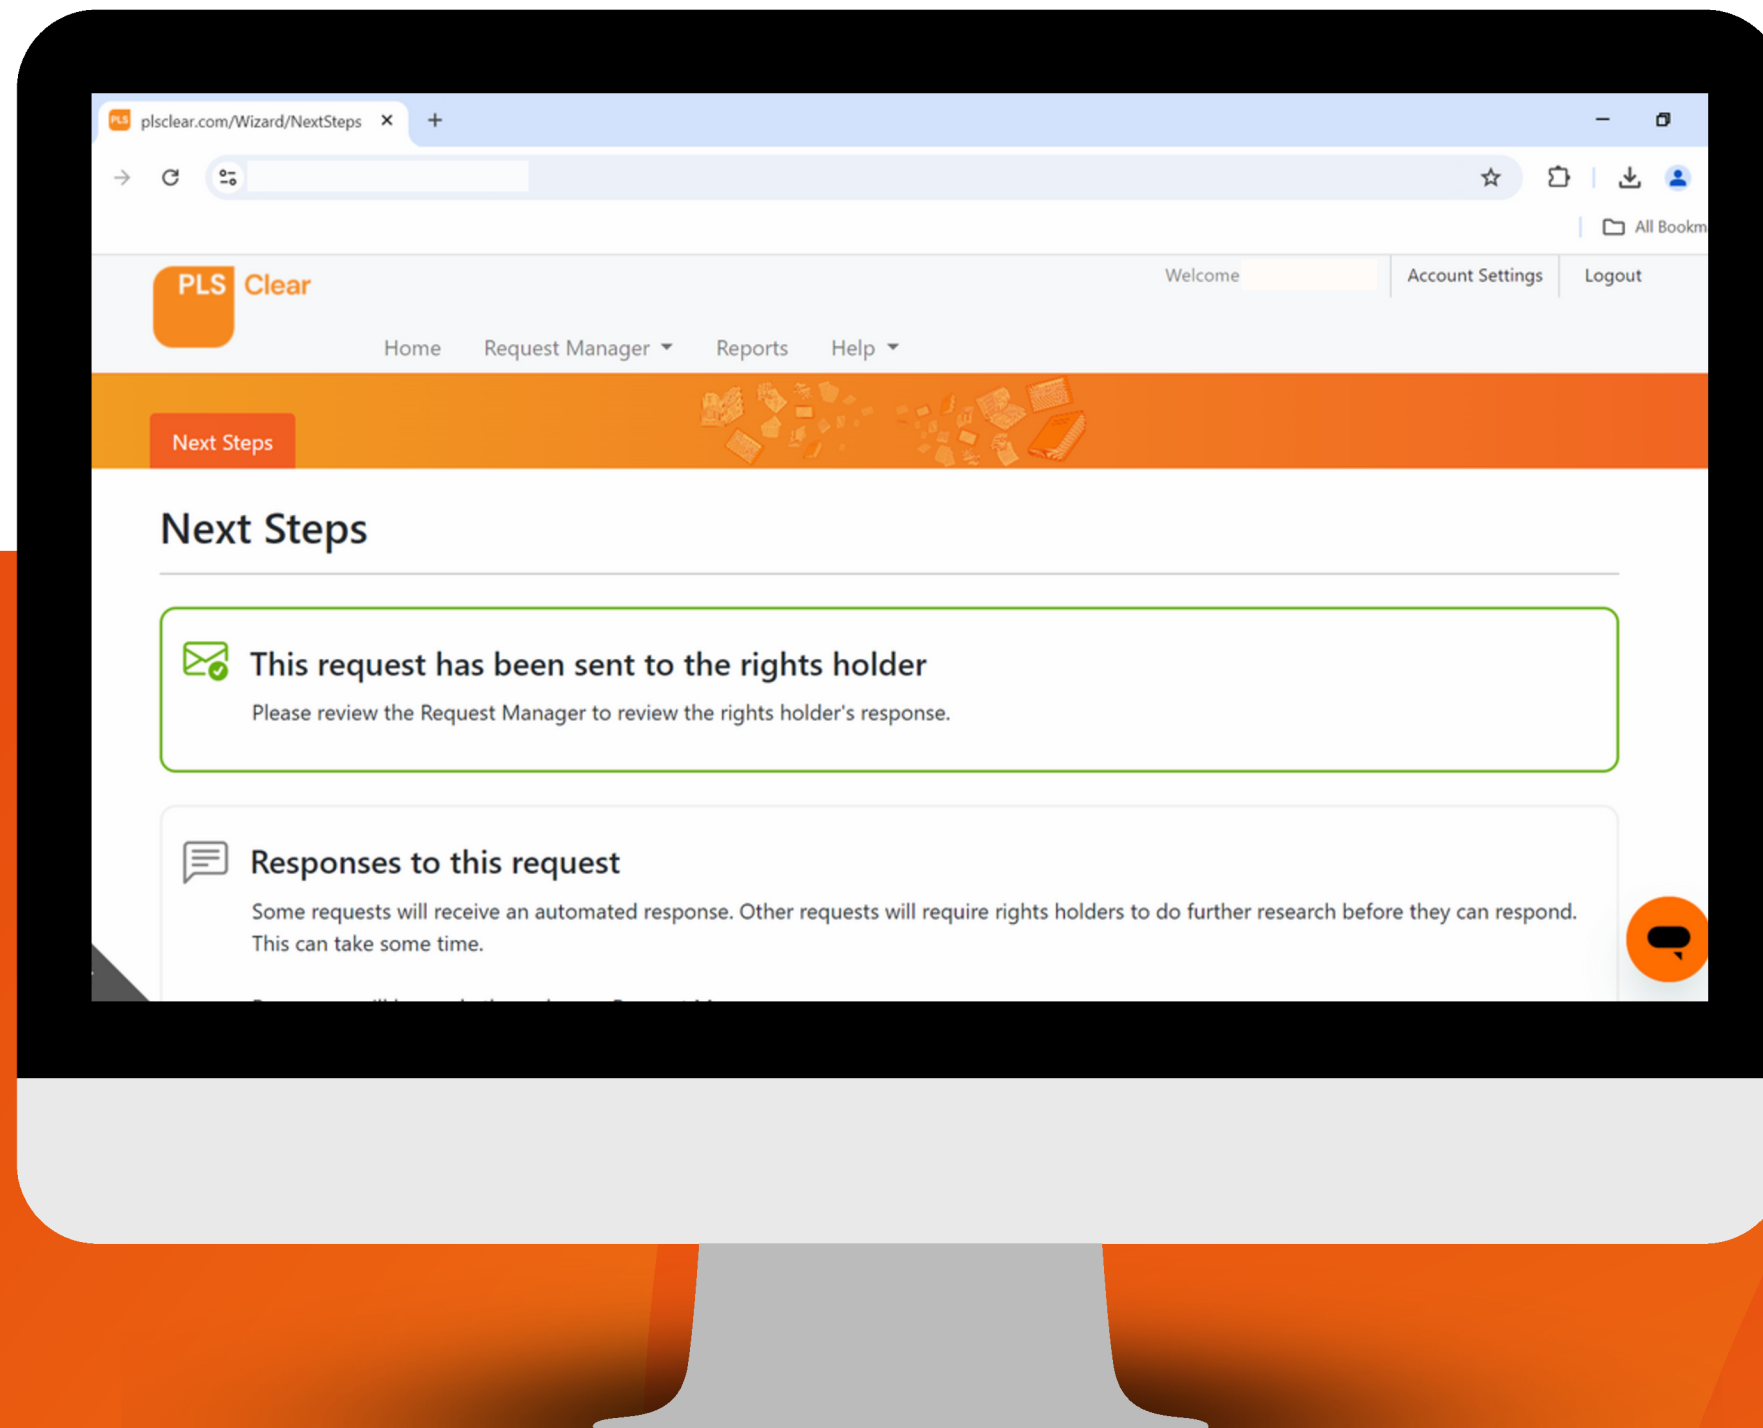 PLS
plsclear.com/Wizard/NextSteps
All Bookm
PLS Clear
Welcome
Account Settings
Logout
Home Request Manager Reports Help
Next Steps
Next Steps
This request has been sent to the rights holder
Please review the Request Manager to review the rights holder's response.
Responses to this request
Some requests will receive an automated response. Other requests will require rights holders to do further research before they can respond.
This can take some time.